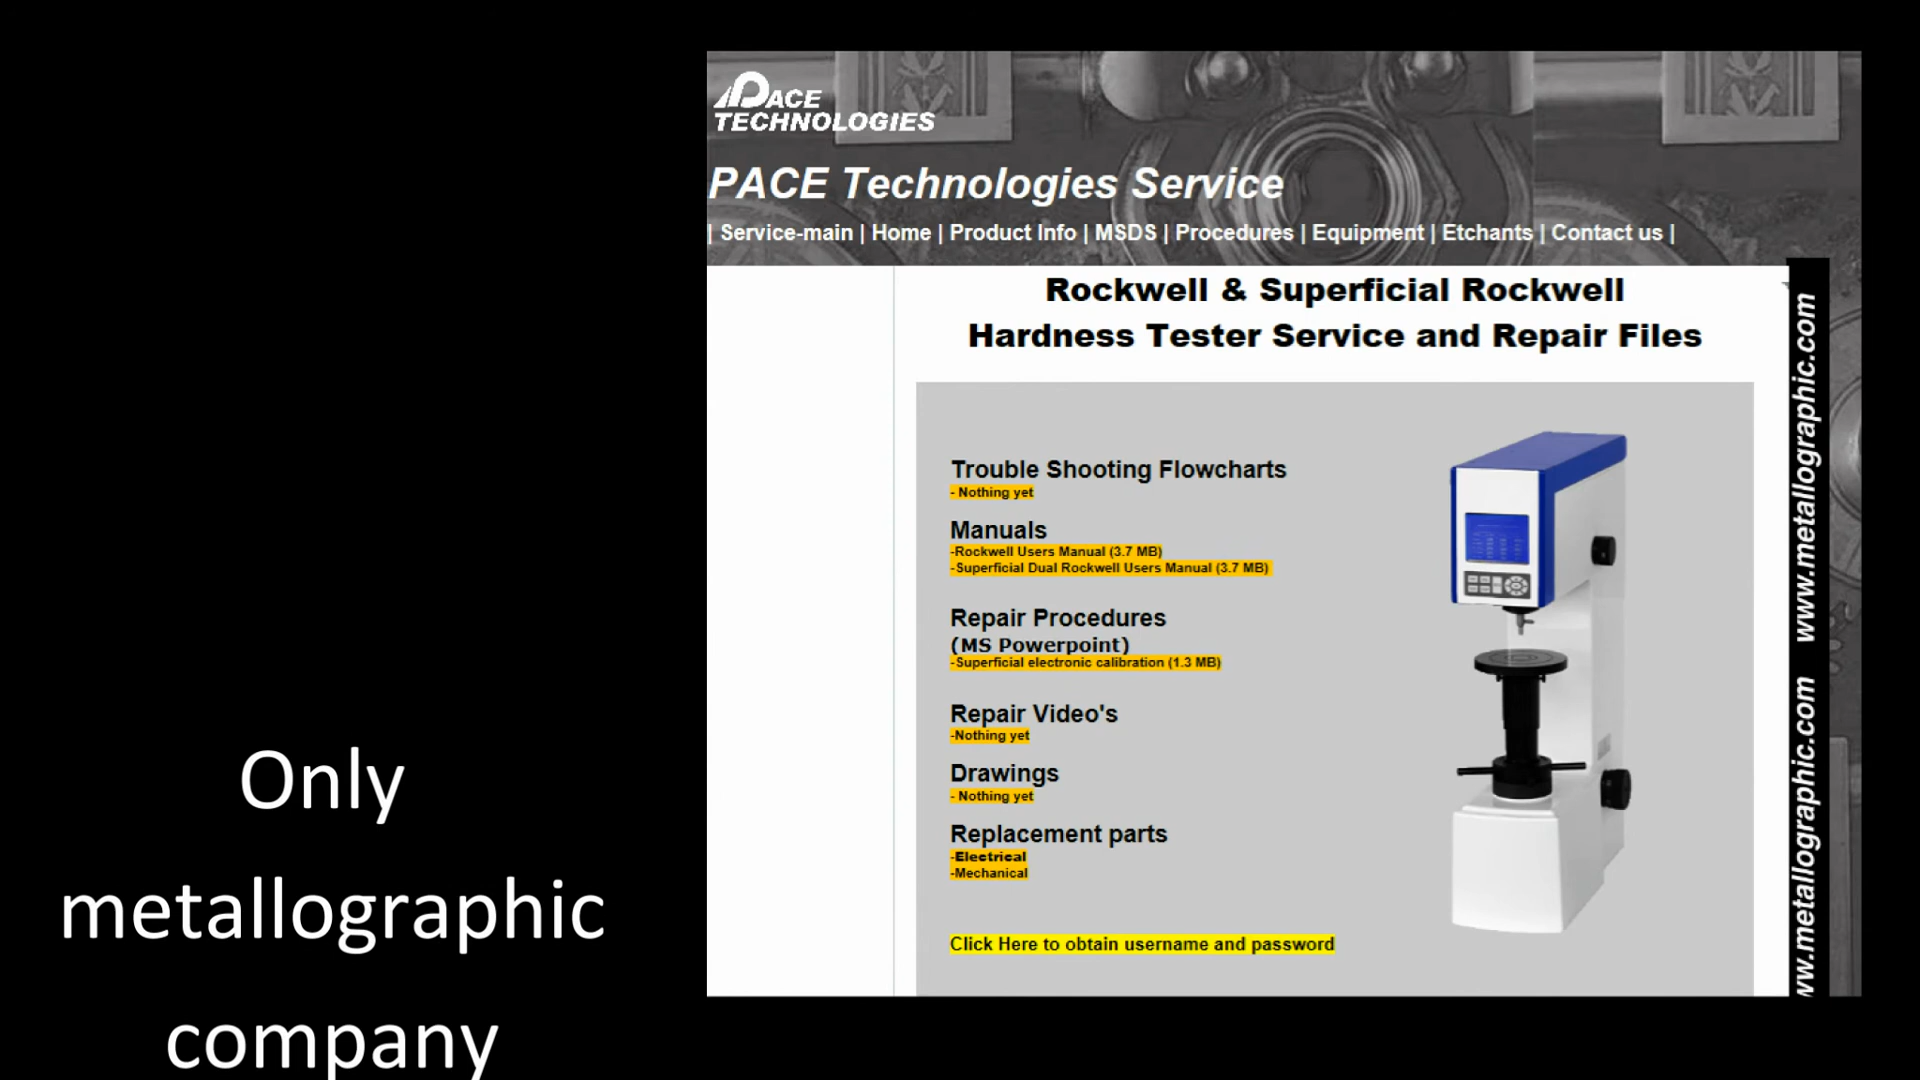 PACE
TECHNOLOGIES
PACE Technologies Service
| Service-main | Home | Product Info | MSDS | Procedures | Equipment | Etchants | Contact us |
Rockwell & Superficial Rockwell
Hardness Tester Service and Repair Files
Trouble Shooting Flowcharts
- Nothing yet
Manuals
-Rockwell Users Manual (3.7 MB)
-Superficial Dual Rockwell Users Manual (3.7 MB)
Repair Procedures
(MS Powerpoint)
-Superficial electronic calibration (1.3 MB)
Repair Video's
-Nothing yet
Drawings
- Nothing yet
Replacement parts
-Electrical
-Mechanical
Click Here to obtain username and password
www.metallographic.com
ww.metallographic.com
Only
metallographic
company